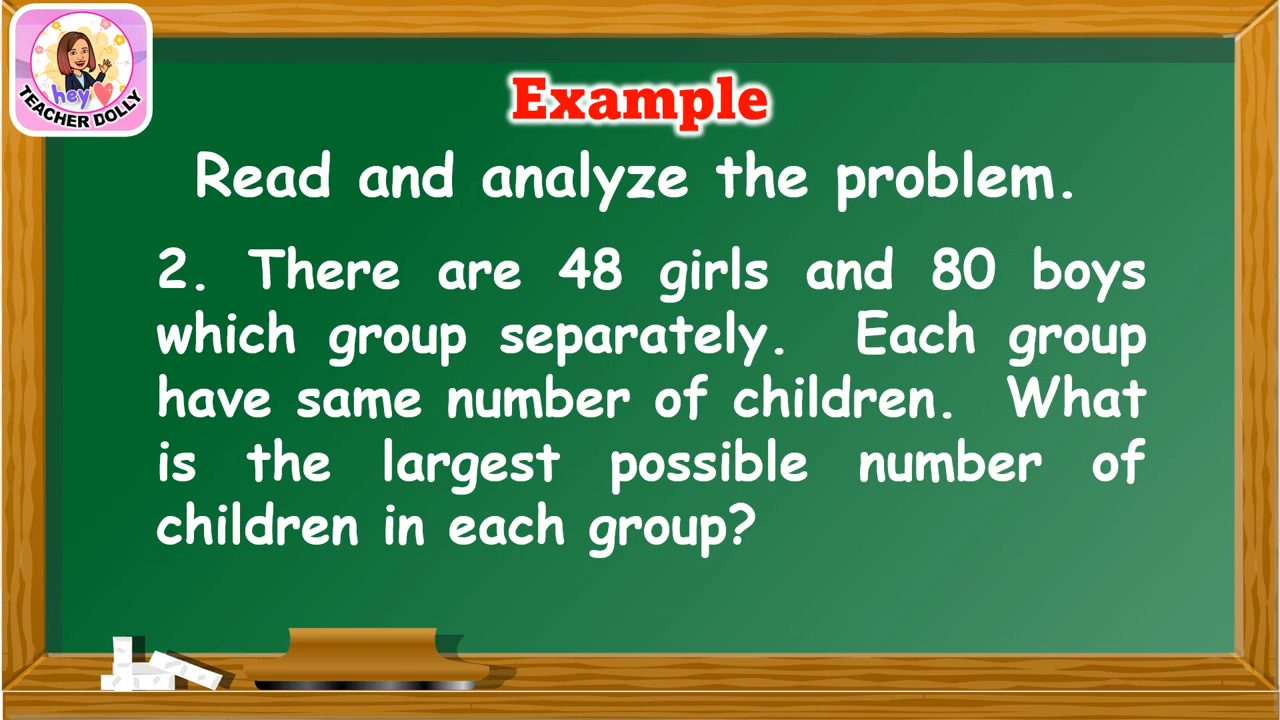 hey
TEACHER DOLLY
Example
Read and analyze the problem.
2. There are 48 girls and 80 boys
which group separately. Each group
have same number of children. What
is the largest possible number of
children in each group?